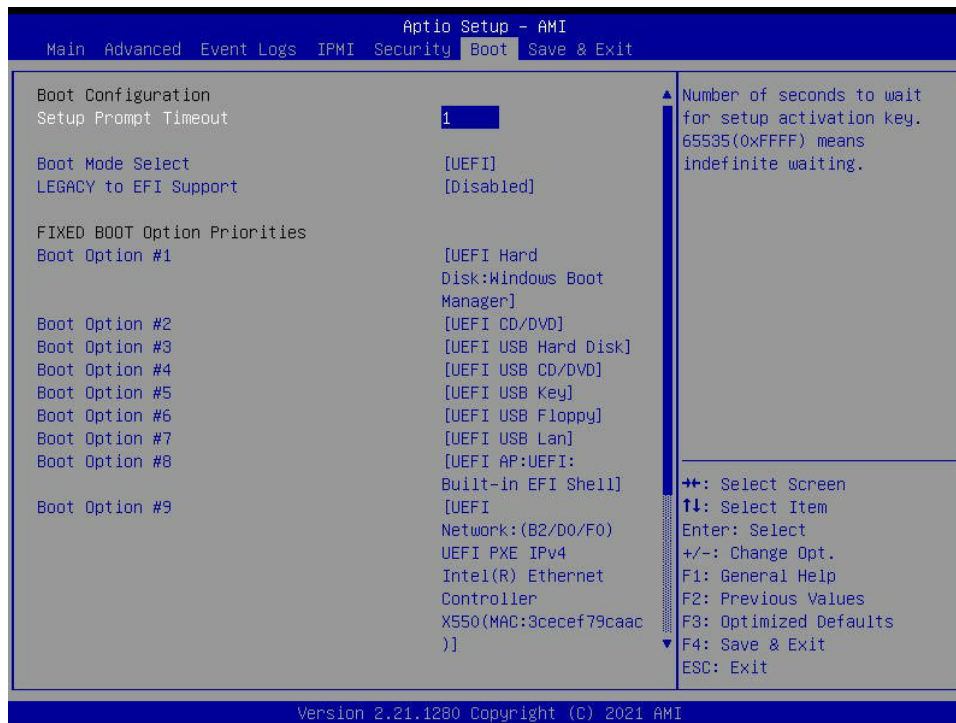 Aptio Setup – AMI
Main Advanced Event Logs IPMI Security Boot Save & Exit
Boot Configuration
Setup Prompt Timeout 1
Boot Mode Select [UEFI]
LEGACY to EFI Support [Disabled]
FIXED BOOT Option Priorities
Boot Option #1 [UEFI Hard
Disk:Windows Boot
Manager]
Boot Option #2 [UEFI CD/DVD]
Boot Option #3 [UEFI USB Hard Disk]
Boot Option #4 [UEFI USB CD/DVD]
Boot Option #5 [UEFI USB Key]
Boot Option #6 [UEFI USB Floppy]
Boot Option #7 [UEFI USB Lan]
Boot Option #8 [UEFI AP:UEFI:
Built-in EFI Shell]
Boot Option #9 [UEFI
Network:(B2/D0/F0)
UEFI PXE IPv4
Intel(R) Ethernet
Controller
X550(MAC:3cecef79caac
)]
Number of seconds to wait
for setup activation key.
65535(0xFFFF) means
indefinite waiting.
→←: Select Screen
↑↓: Select Item
Enter: Select
+/-: Change Opt.
F1: General Help
F2: Previous Values
F3: Optimized Defaults
F4: Save & Exit
ESC: Exit
Version 2.21.1280 Copyright (C) 2021 AMI